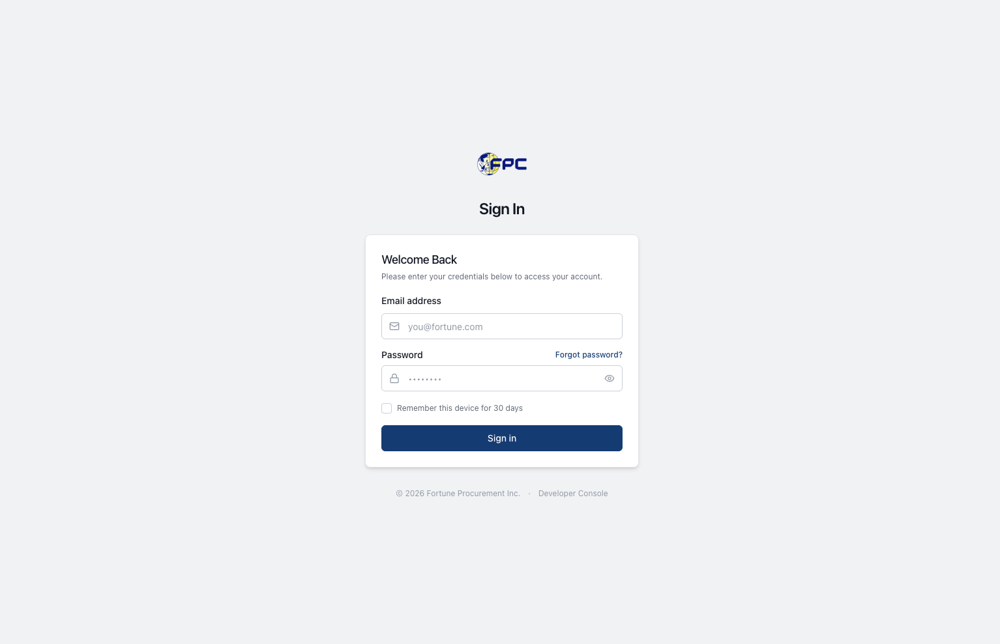 FPC
Sign In
Welcome Back
Please enter your credentials below to access your account.
Email address
you@fortune.com
Password Forgot password?
••••••••
Remember this device for 30 days
Sign in
© 2026 Fortune Procurement Inc. · Developer Console